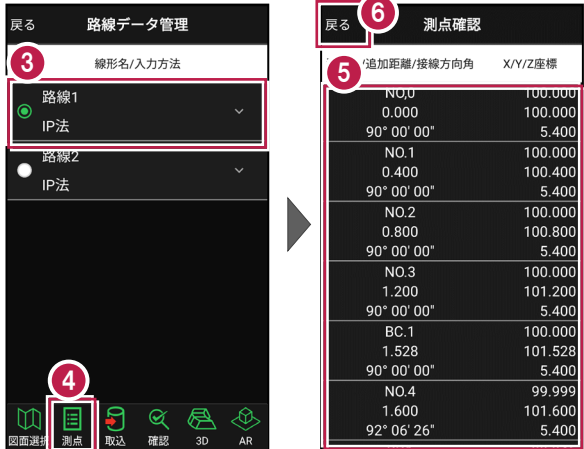 戻る 路線データ管理
3
線形名/入力方法
路線1
IP法
路線2
IP法
4
図面選択 測点 取込 確認 3D AR
6
戻る 測点確認
5
/追加距離/接線方向角 X/Y/Z座標
NO,0 100.000
0.000 100.000
90° 00' 00" 5.400
NO.1 100.000
0.400 100.400
90° 00' 00" 5.400
NO.2 100.000
0.800 100.800
90° 00' 00" 5.400
NO.3 100.000
1.200 101.200
90° 00' 00" 5.400
BC.1 100.000
1.528 101.528
90° 00' 00" 5.400
NO.4 99.999
1.600 101.600
92° 06' 26" 5.400